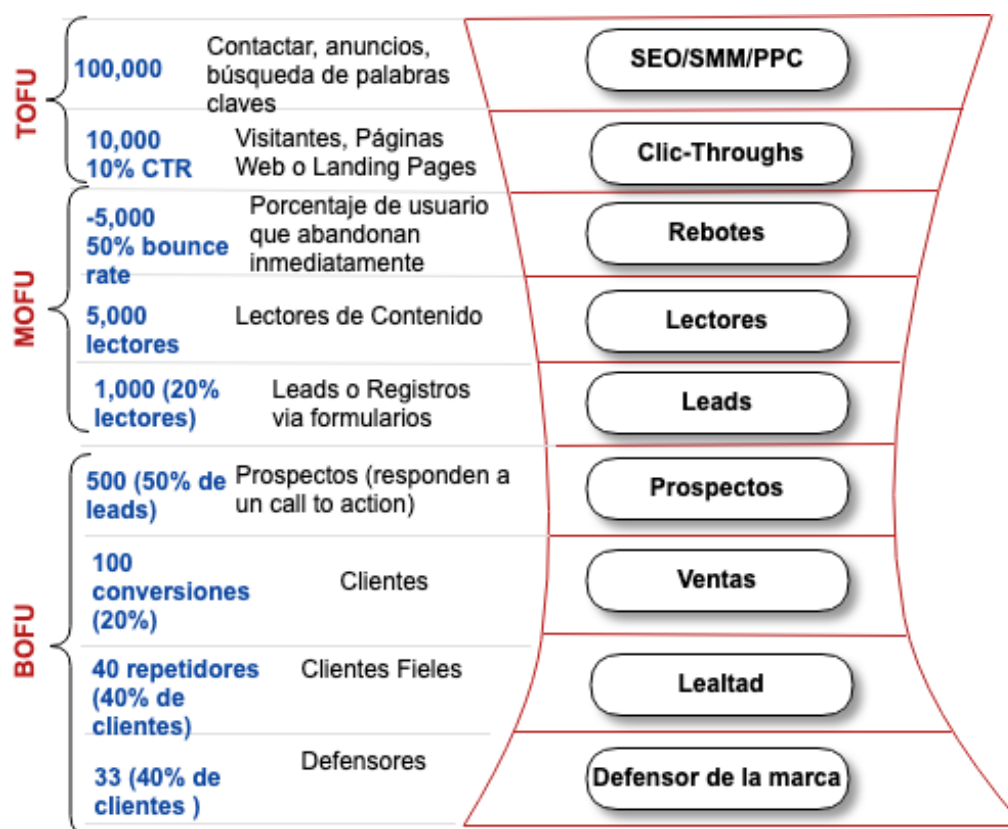 TOFU
100,000
Contactar, anuncios,
búsqueda de palabras
claves
SEO/SMM/PPC
10,000
10% CTR
Visitantes, Páginas
Web o Landing Pages
Clic-Throughs
MOFU
-5,000
50% bounce
rate
Porcentaje de usuario
que abandonan
inmediatamente
Rebotes
5,000
lectores
Lectores de Contenido
Lectores
1,000 (20%
lectores)
Leads o Registros
via formularios
Leads
BOFU
500 (50% de
leads)
Prospectos (responden a
un call to action)
Prospectos
100
conversiones
(20%)
Clientes
Ventas
40 repetidores
(40% de
clientes)
Clientes Fieles
Lealtad
33 (40% de
clientes )
Defensores
Defensor de la marca